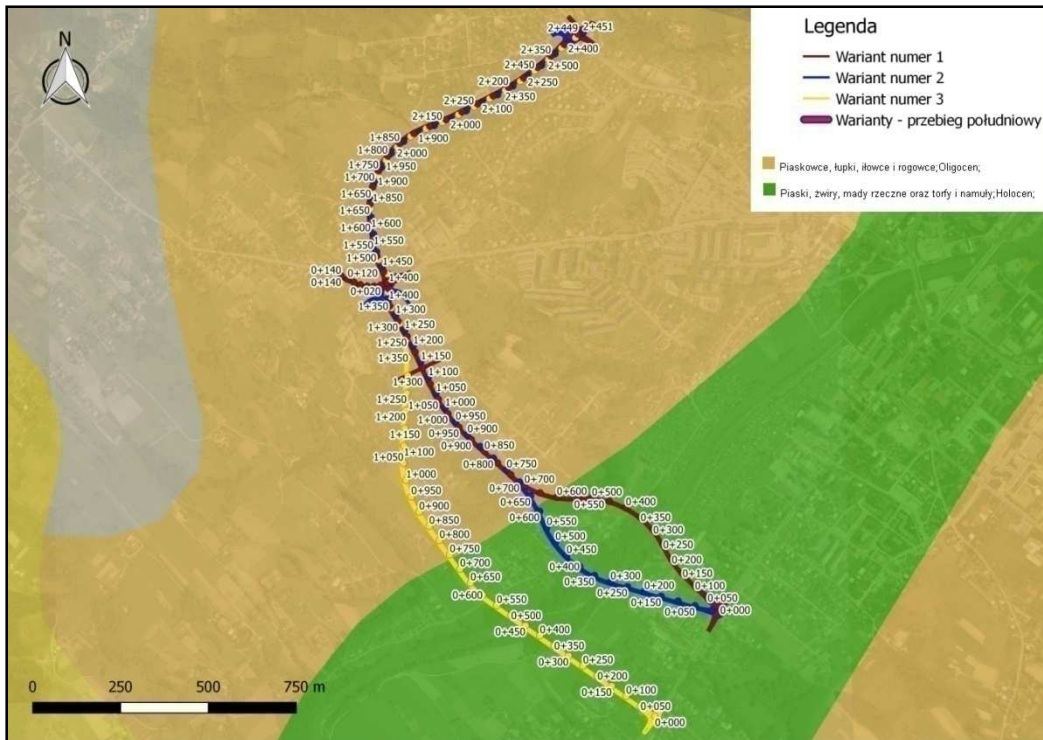 Legenda
Wariant numer 1
Wariant numer 2
Wariant numer 3
Warianty - przebieg południowy
Piaskowce, łupki, iłowce i rogowce;Oligocen;
Piaski, żwiry, mady rzeczne oraz torfy i namuły;Holocen;
N
2+449 2+451
2+350 2+400
2+450 2+500
2+200 2+250
2+250 2+350
2+150 2+100
2+000
1+850 1+900
1+800 2+000
1+750 1+950
1+700 1+900
1+650 1+850
1+650
1+600 1+600
1+550 1+550
1+500 1+450
0+140 0+120 1+400
0+140
0+020 1+400
1+350 1+300
1+300 1+250
1+250 1+200
1+350 1+150
1+300 1+100
1+250 1+050
1+050 1+000
1+200 1+000 0+950
1+150 0+950 0+900
1+100 0+900 0+850
1+050 0+800 0+750
1+000 0+700
0+950 0+700 0+600 0+500
0+900 0+650 0+550 0+400
0+850 0+600 0+550 0+350
0+800 0+500 0+300
0+750 0+450 0+250
0+700 0+400 0+200
0+650 0+350 0+300 0+150
0+600 0+250 0+200 0+100
0+550 0+150 0+050 0+050
0+500 0+000
0+450 0+400
0+350
0+300 0+250
0+200
0+150 0+100
0+050
0+000
0 250 500 750 m